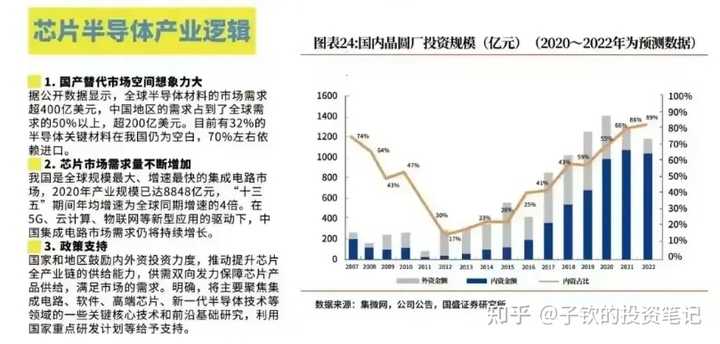 芯片半导体产业逻辑
1. 国产替代市场空间想象力大
据公开数据显示，全球半导体材料的市场需求
超400亿美元，中国地区的需求占到了全球需
求的50%以上，超200亿美元。目前有32%的
半导体关键材料在我国仍为空白，70%左右依
赖进口。
2. 芯片市场需求量不断增加
我国是全球规模最大、增速最快的集成电路市
场，2020年产业规模已达8848亿元，“十三
五”期间年均增速为全球同期增速的4倍。在
5G、云计算、物联网等新型应用的驱动下，中
国集成电路市场需求仍将持续增长。
3. 政策支持
国家和地区鼓励内外资投资力度，推动提升芯片
全产业链的供给能力，供需双向发力保障芯片产
品供给，满足市场的需求。明确，将主要聚焦
集成电路、软件、高端芯片、新一代半导体技术等
领域的一些关键核心技术和前沿基础研究，利用
国家重点研发计划等给予支持。
图表24:国内晶圆厂投资规模（亿元）（2020～2022年为预测数据）
1600
1400
1200
1000
800
600
400
200
0
90%
80%
70%
60%
50%
40%
30%
20%
10%
0%
74%
64%
43%
47%
30%
17%
23%
28%
25%
41%
43%
59%
55%
66%
86%
89%
2007 2008 2009 2010 2011 2012 2013 2014 2015 2016 2017 2018 2019 2020 2021 2022
外资金额 内资金额 内资占比
数据来源：集微网，公司公告，国盛证券研究所
知乎 @子钦的投资笔记